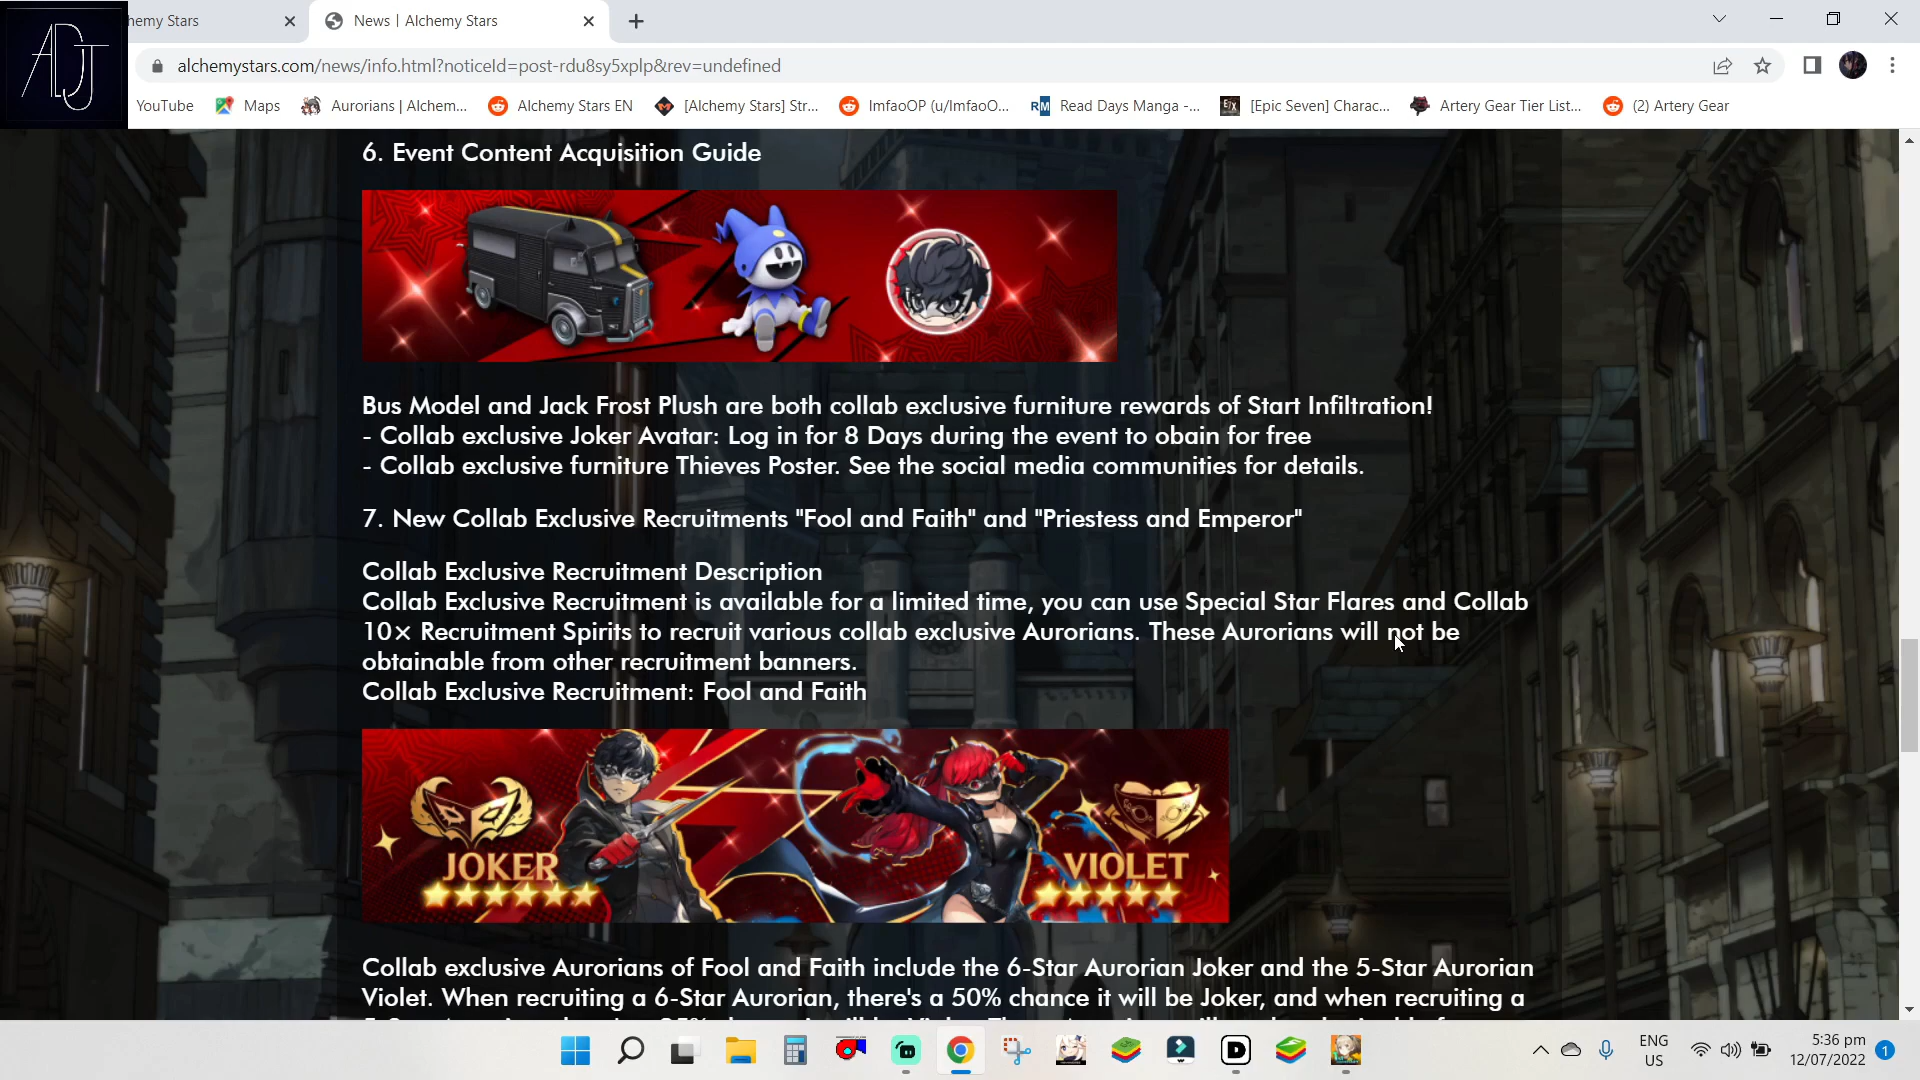 hemy Stars
News | Alchemy Stars
ADJ
alchemystars.com/news/info.html?noticeId=post-rdu8sy5xplp&rev=undefined
YouTube
Maps
Aurorians | Alchem...
Alchemy Stars EN
[Alchemy Stars] Str...
lmfaoOP (u/lmfaoO...
RM
Read Days Manga -...
[Epic Seven] Charac...
Artery Gear Tier List...
(2) Artery Gear
6. Event Content Acquisition Guide
Bus Model and Jack Frost Plush are both collab exclusive furniture rewards of Start Infiltration!
- Collab exclusive Joker Avatar: Log in for 8 Days during the event to obain for free
- Collab exclusive furniture Thieves Poster. See the social media communities for details.
7. New Collab Exclusive Recruitments "Fool and Faith" and "Priestess and Emperor"
Collab Exclusive Recruitment Description
Collab Exclusive Recruitment is available for a limited time, you can use Special Star Flares and Collab
10× Recruitment Spirits to recruit various collab exclusive Aurorians. These Aurorians will not be
obtainable from other recruitment banners.
Collab Exclusive Recruitment: Fool and Faith
JOKER
VIOLET
Collab exclusive Aurorians of Fool and Faith include the 6-Star Aurorian Joker and the 5-Star Aurorian
Violet. When recruiting a 6-Star Aurorian, there's a 50% chance it will be Joker, and when recruiting a
ENG
US
5:36 pm
12/07/2022
1